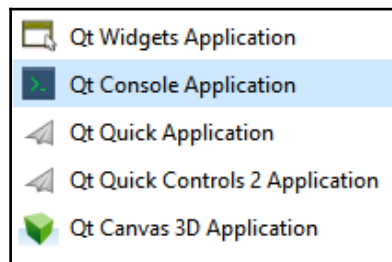 Qt Widgets Application
Qt Console Application
Qt Quick Application
Qt Quick Controls 2 Application
Qt Canvas 3D Application